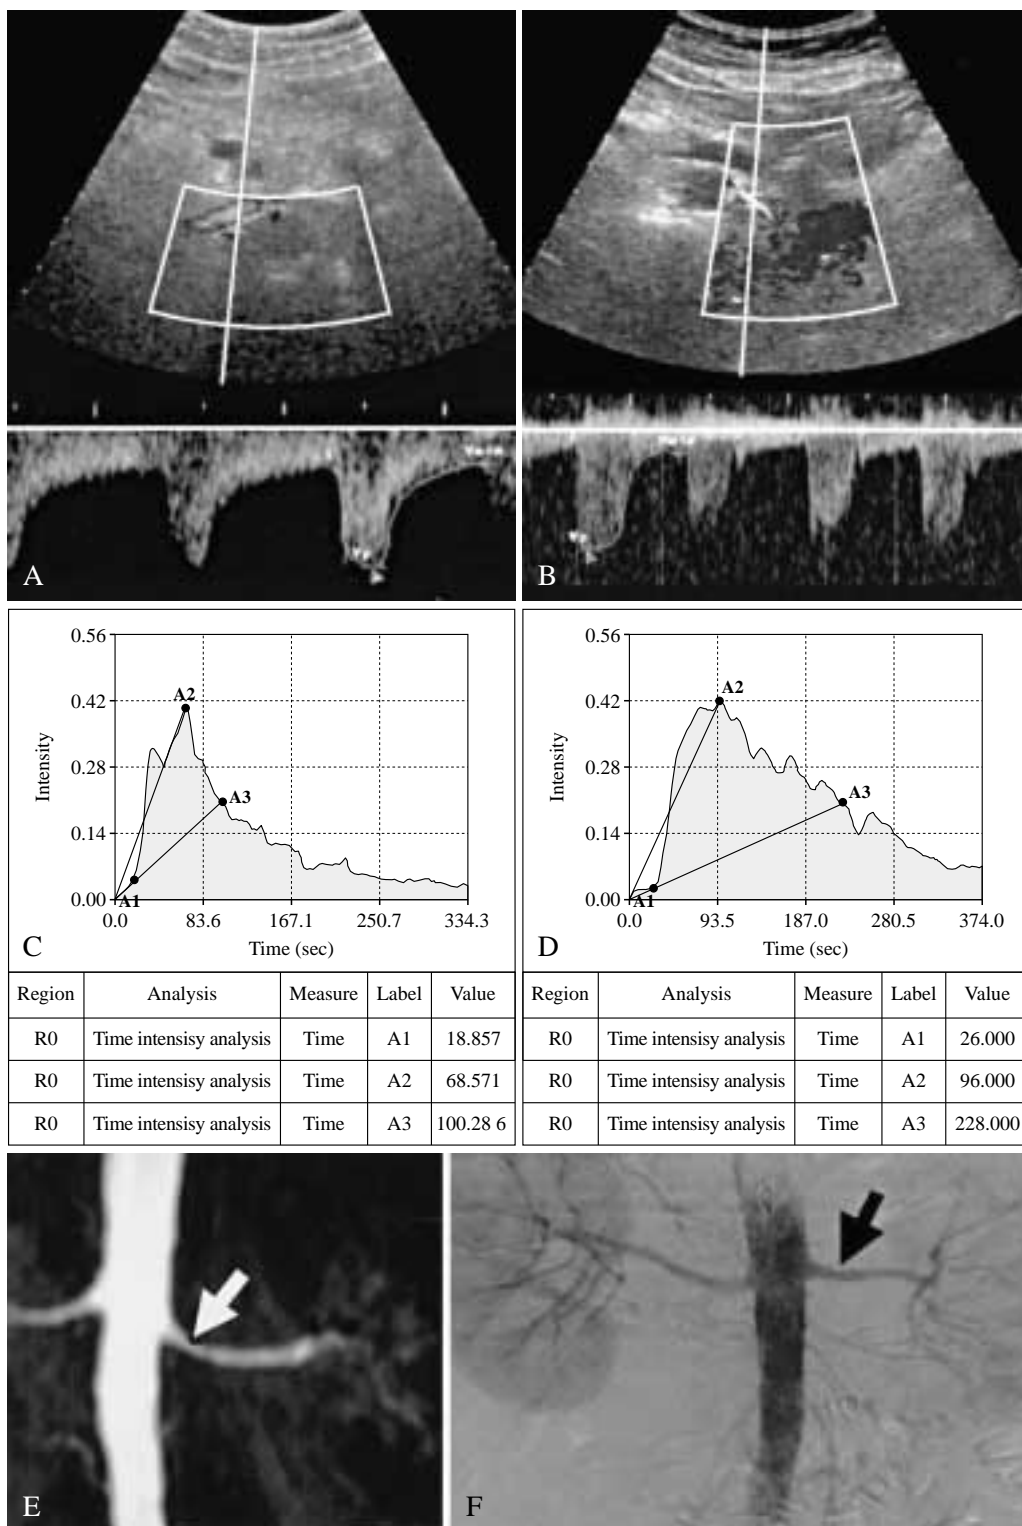 A
B
0.56
0.42
0.28
0.14
0.00
Intensity
A2
A3
A1
0.0 83.6 167.1 250.7 334.3
Time (sec)
C
0.56
0.42
0.28
0.14
0.00
Intensity
A2
A3
A1
0.0 93.5 187.0 280.5 374.0
Time (sec)
D
Region Analysis Measure Label Value
R0 Time intensisy analysis Time A1 18.857
R0 Time intensisy analysis Time A2 68.571
R0 Time intensisy analysis Time A3 100.28 6
Region Analysis Measure Label Value
R0 Time intensisy analysis Time A1 26.000
R0 Time intensisy analysis Time A2 96.000
R0 Time intensisy analysis Time A3 228.000
E
F